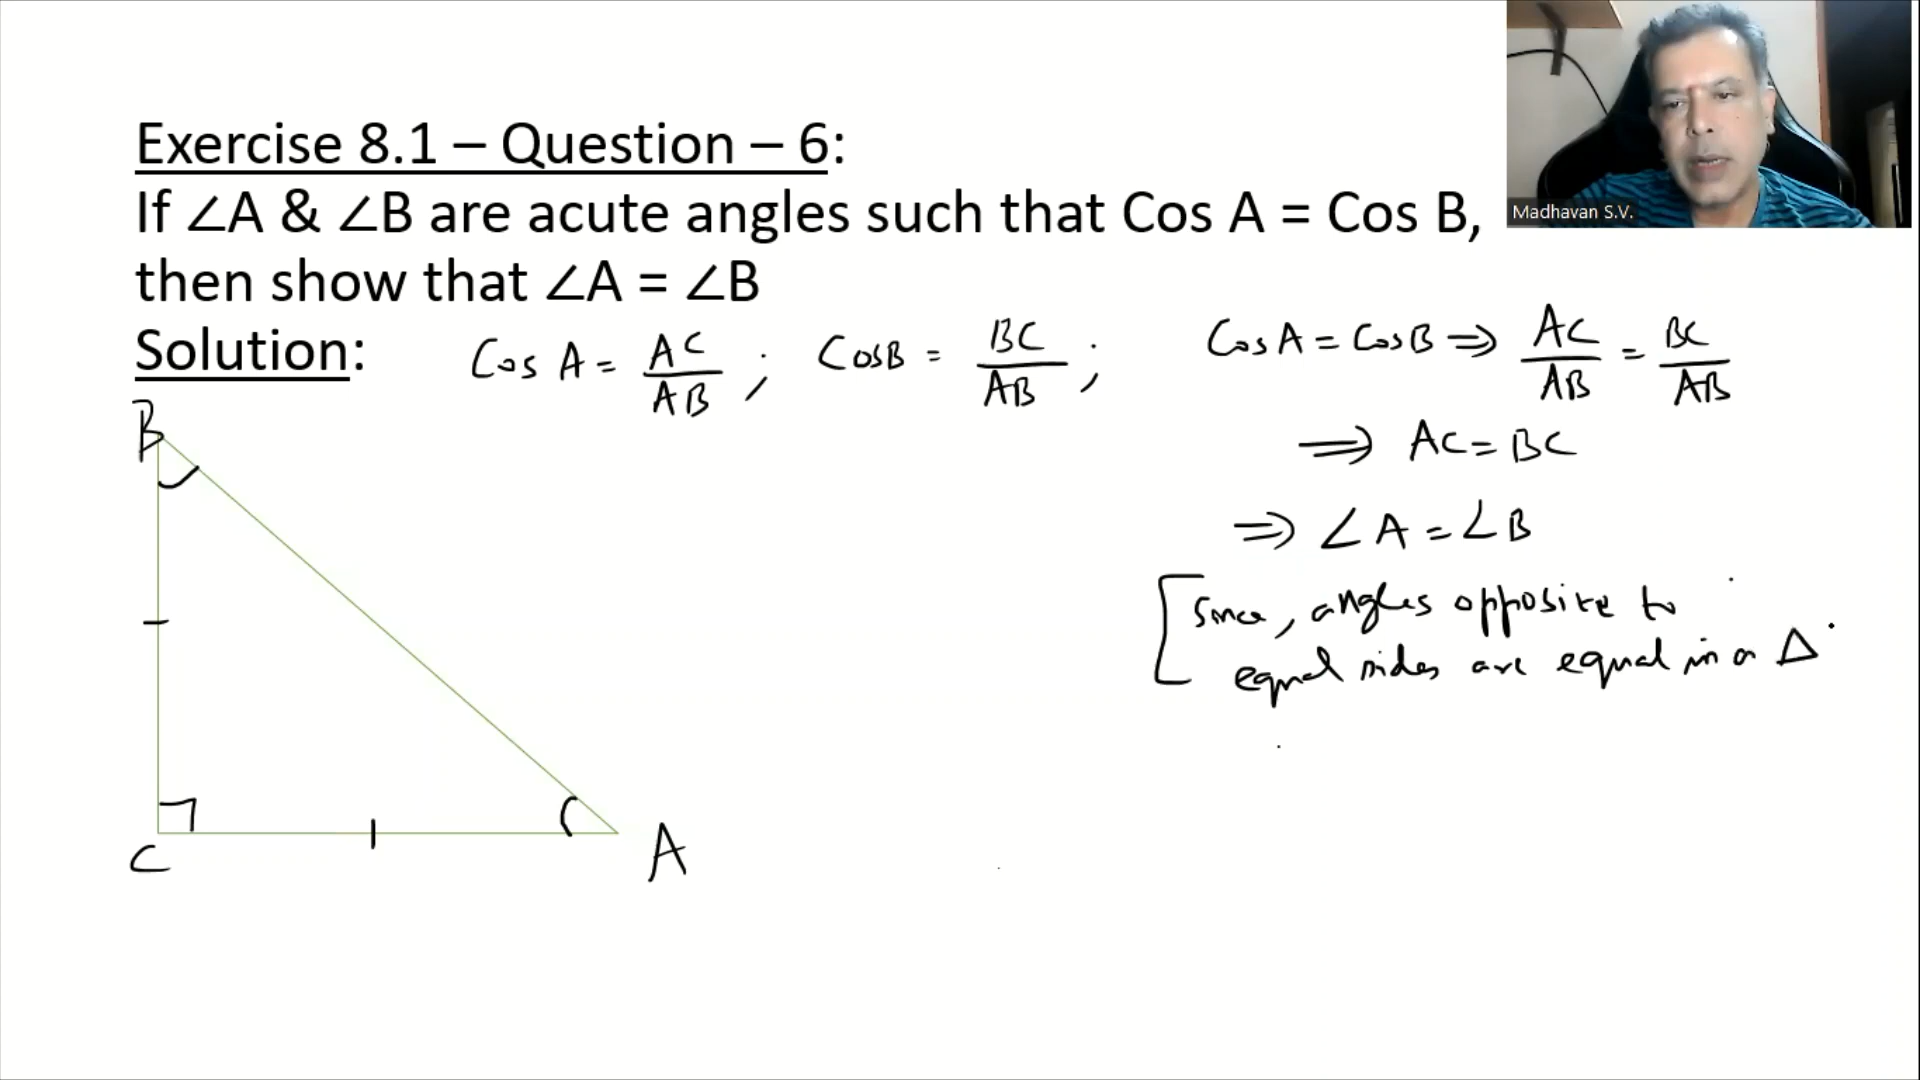 Exercise 8.1 – Question – 6:
If ∠A & ∠B are acute angles such that Cos A = Cos B,
then show that ∠A = ∠B
Solution:
Cos A = AC/AB ; Cos B = BC/AB ;
Cos A = Cos B ⇒ AC/AB = BC/AB
⇒ AC = BC
⇒ ∠A = ∠B
[Since, angles opposite to
equal sides are equal in a Δ
B
C
A
Madhavan S.V.